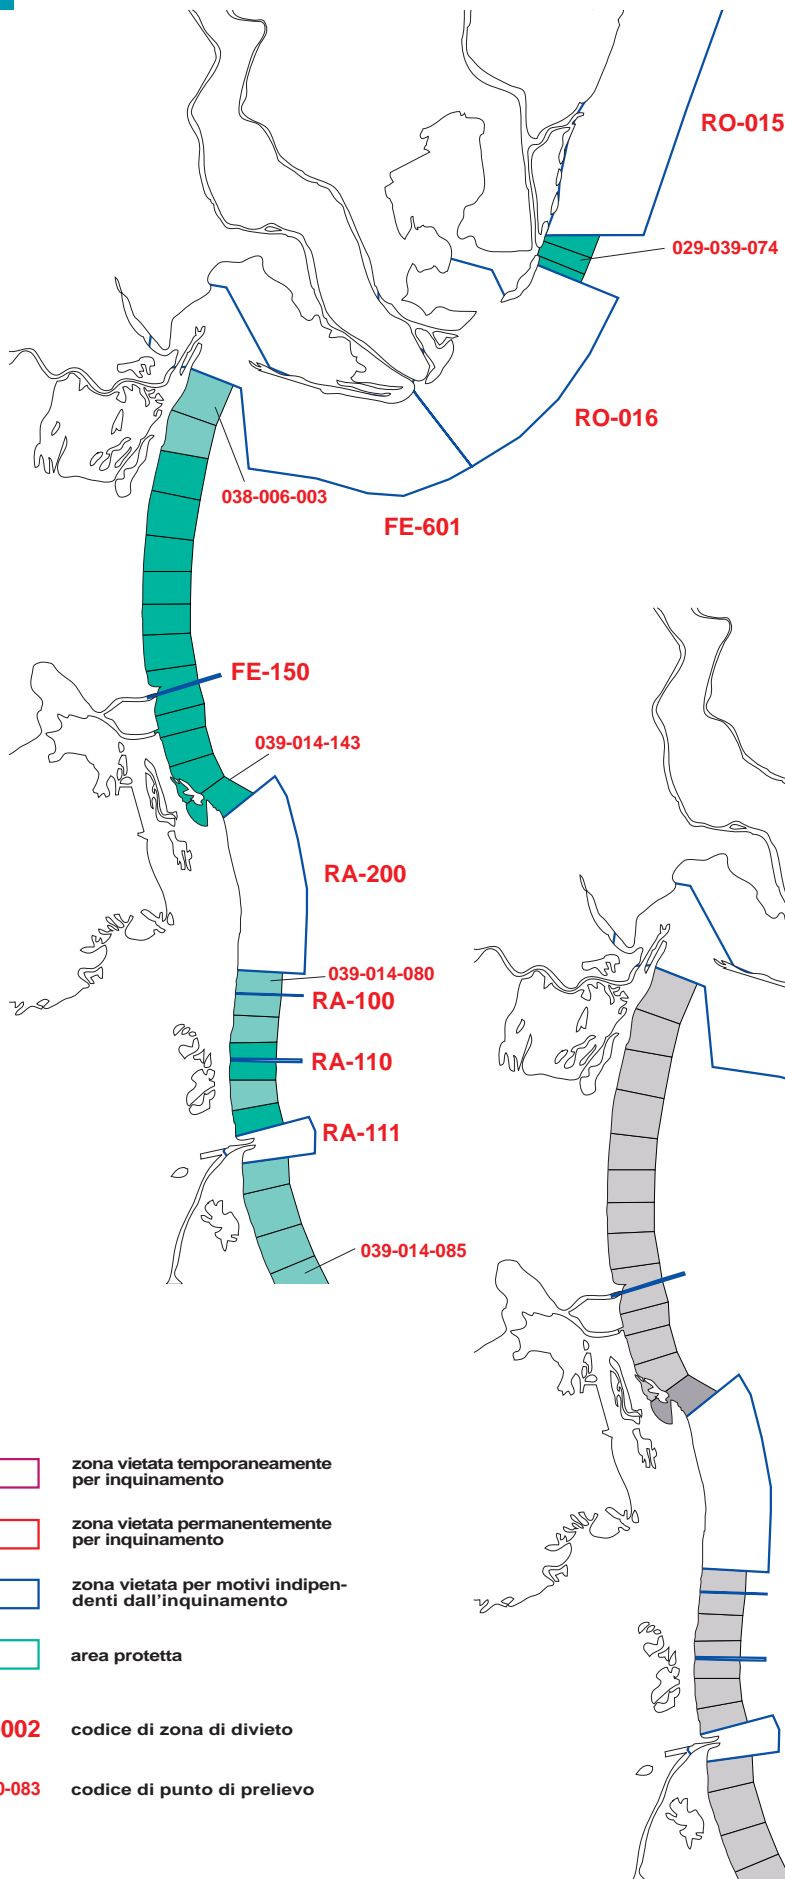 RO-015
029-039-074
RO-016
038-006-003
FE-601
FE-150
039-014-143
RA-200
039-014-080
RA-100
RA-110
RA-111
039-014-085
zona vietata temporaneamente
per inquinamento
zona vietata permanentemente
per inquinamento
zona vietata per motivi indipen-
denti dall'inquinamento
area protetta
002 codice di zona di divieto
0-083 codice di punto di prelievo